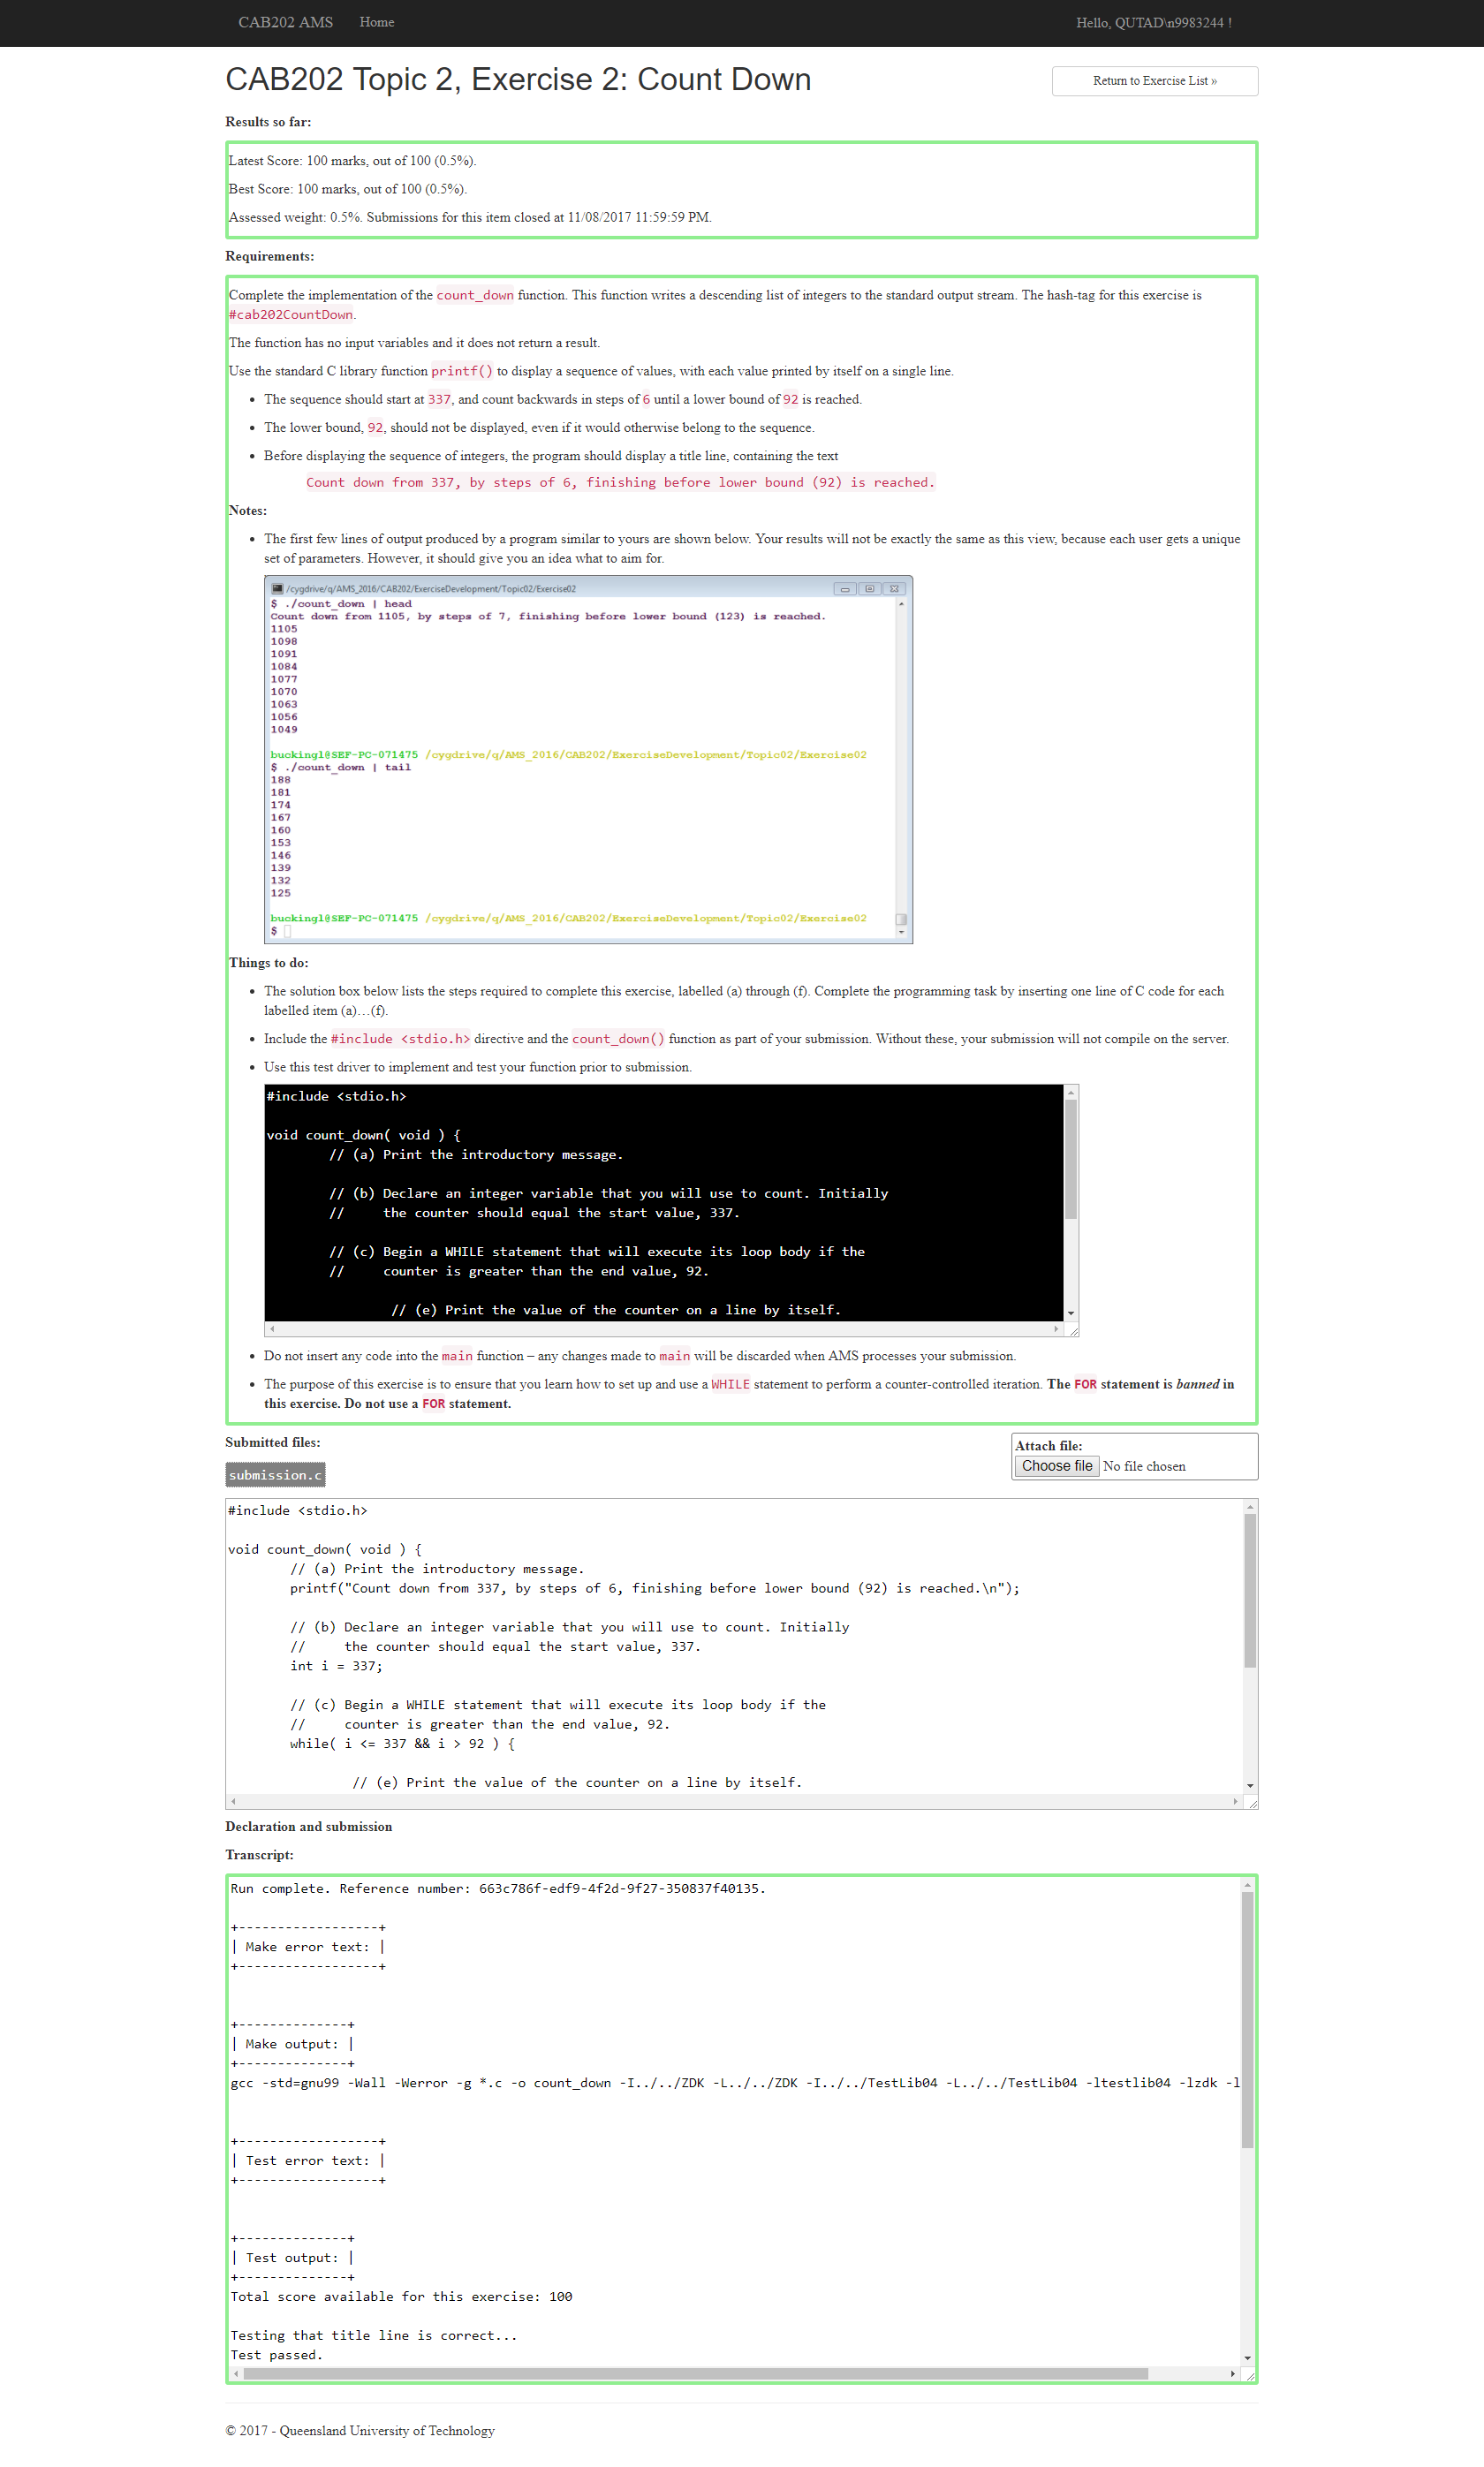 CAB202 AMS Home Hello, QUTAD\n9983244 !
CAB202 Topic 2, Exercise 2: Count Down
Return to Exercise List »
Results so far:
Latest Score: 100 marks, out of 100 (0.5%).
Best Score: 100 marks, out of 100 (0.5%).
Assessed weight: 0.5%. Submissions for this item closed at 11/08/2017 11:59:59 PM.
Requirements:
Complete the implementation of the count_down function. This function writes a descending list of integers to the standard output stream. The hash-tag for this exercise is
#cab202CountDown.
The function has no input variables and it does not return a result.
Use the standard C library function printf() to display a sequence of values, with each value printed by itself on a single line.
• The sequence should start at 337, and count backwards in steps of 6 until a lower bound of 92 is reached.
• The lower bound, 92, should not be displayed, even if it would otherwise belong to the sequence.
• Before displaying the sequence of integers, the program should display a title line, containing the text
Count down from 337, by steps of 6, finishing before lower bound (92) is reached.
Notes:
• The first few lines of output produced by a program similar to yours are shown below. Your results will not be exactly the same as this view, because each user gets a unique
set of parameters. However, it should give you an idea what to aim for.
/cygdrive/q/AMS_2016/CAB202/ExerciseDevelopment/Topic02/Exercise02
$ ./count_down | head
Count down from 1105, by steps of 7, finishing before lower bound (123) is reached.
1105
1098
1091
1084
1077
1070
1063
1056
1049
buckingl@SEF-PC-071475 /cygdrive/q/AMS_2016/CAB202/ExerciseDevelopment/Topic02/Exercise02
$ ./count_down | tail
188
181
174
167
160
153
146
139
132
125
buckingl@SEF-PC-071475 /cygdrive/q/AMS_2016/CAB202/ExerciseDevelopment/Topic02/Exercise02
$
Things to do:
• The solution box below lists the steps required to complete this exercise, labelled (a) through (f). Complete the programming task by inserting one line of C code for each
labelled item (a)…(f).
• Include the #include <stdio.h> directive and the count_down() function as part of your submission. Without these, your submission will not compile on the server.
• Use this test driver to implement and test your function prior to submission.
#include <stdio.h>
void count_down( void ) {
// (a) Print the introductory message.
// (b) Declare an integer variable that you will use to count. Initially
// the counter should equal the start value, 337.
// (c) Begin a WHILE statement that will execute its loop body if the
// counter is greater than the end value, 92.
// (e) Print the value of the counter on a line by itself.
• Do not insert any code into the main function – any changes made to main will be discarded when AMS processes your submission.
• The purpose of this exercise is to ensure that you learn how to set up and use a WHILE statement to perform a counter-controlled iteration. The FOR statement is banned in
this exercise. Do not use a FOR statement.
Submitted files:
submission.c
Attach file:
Choose file No file chosen
#include <stdio.h>
void count_down( void ) {
// (a) Print the introductory message.
printf("Count down from 337, by steps of 6, finishing before lower bound (92) is reached.\n");
// (b) Declare an integer variable that you will use to count. Initially
// the counter should equal the start value, 337.
int i = 337;
// (c) Begin a WHILE statement that will execute its loop body if the
// counter is greater than the end value, 92.
while( i <= 337 && i > 92 ) {
// (e) Print the value of the counter on a line by itself.
Declaration and submission
Transcript:
Run complete. Reference number: 663c786f-edf9-4f2d-9f27-350837f40135.
+------------------+
| Make error text: |
+------------------+
+--------------+
| Make output: |
+--------------+
gcc -std=gnu99 -Wall -Werror -g *.c -o count_down -I../../ZDK -L../../ZDK -I../../TestLib04 -L../../TestLib04 -ltestlib04 -lzdk -l
+------------------+
| Test error text: |
+------------------+
+--------------+
| Test output: |
+--------------+
Total score available for this exercise: 100
Testing that title line is correct...
Test passed.
© 2017 - Queensland University of Technology